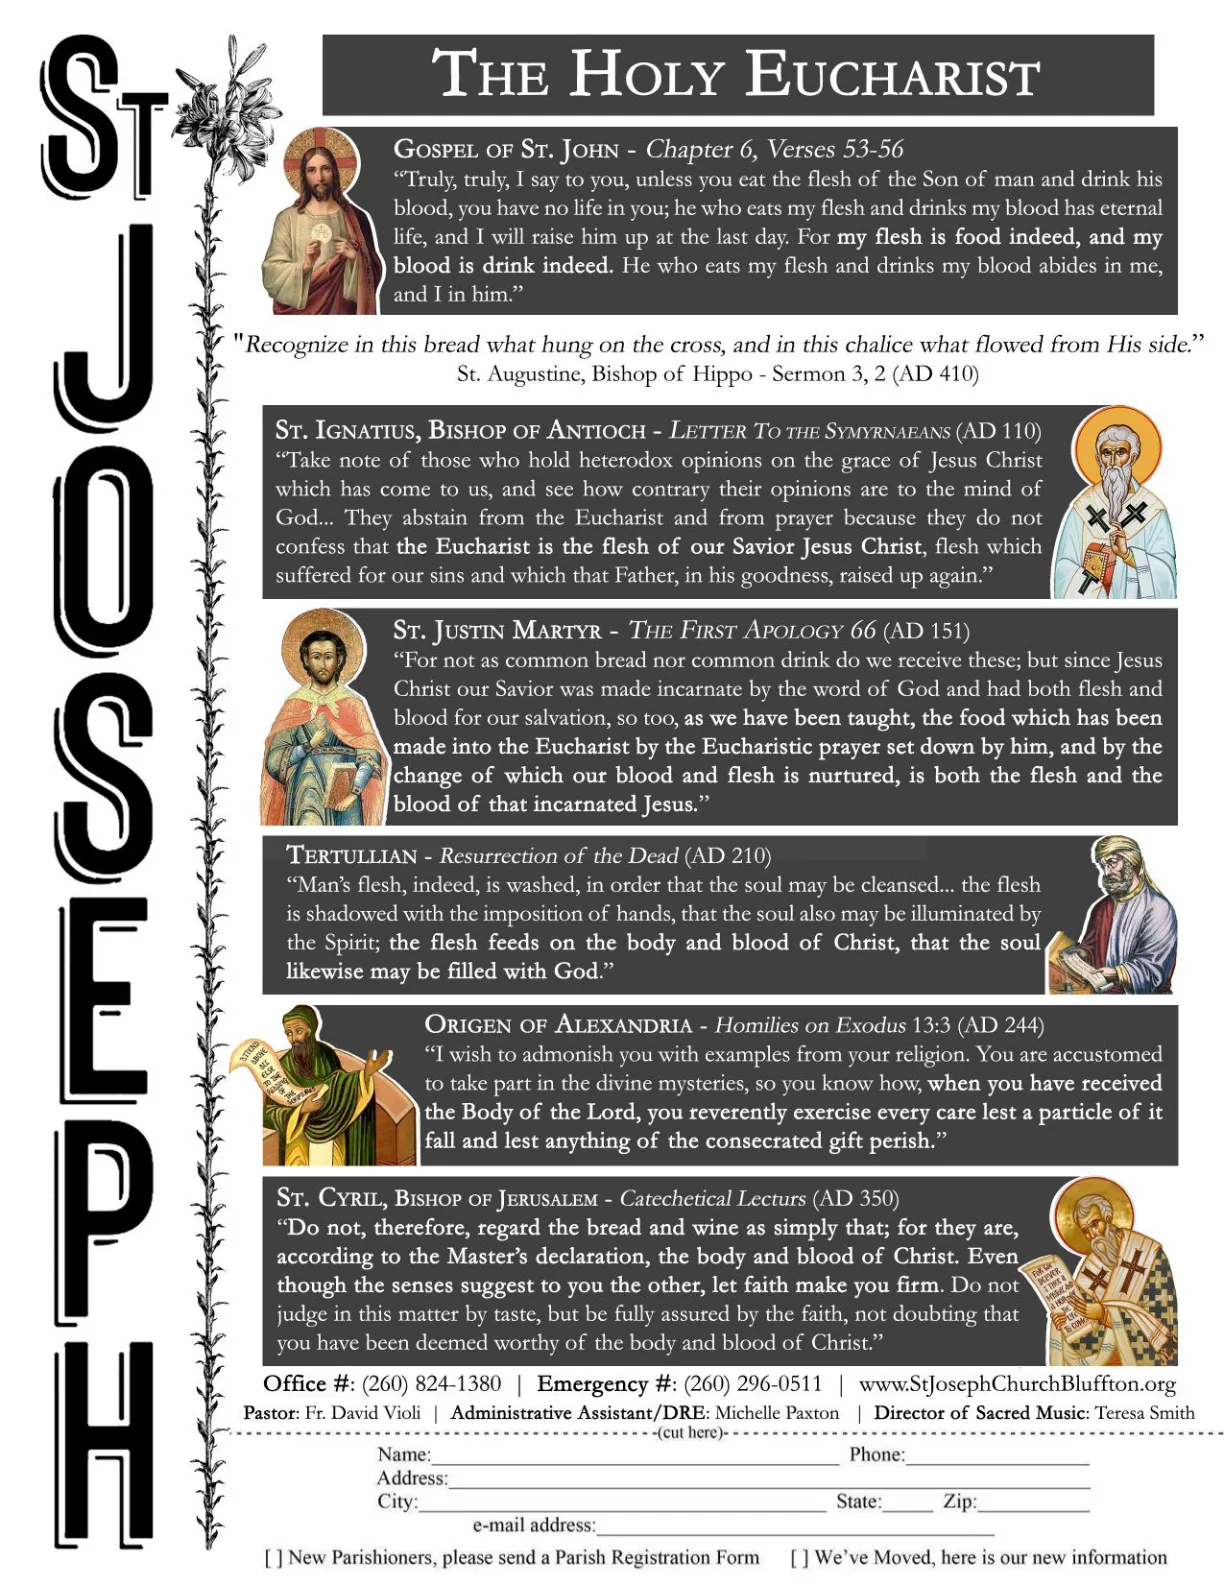 ST JOSEPH
THE HOLY EUCHARIST
GOSPEL OF ST. JOHN - Chapter 6, Verses 53-56
“Truly, truly, I say to you, unless you eat the flesh of the Son of man and drink his
blood, you have no life in you; he who eats my flesh and drinks my blood has eternal
life, and I will raise him up at the last day. For my flesh is food indeed, and my
blood is drink indeed. He who eats my flesh and drinks my blood abides in me,
and I in him.”
"Recognize in this bread what hung on the cross, and in this chalice what flowed from His side.”
St. Augustine, Bishop of Hippo - Sermon 3, 2 (AD 410)
ST. IGNATIUS, BISHOP OF ANTIOCH - LETTER TO THE SYMYRNAEANS (AD 110)
“Take note of those who hold heterodox opinions on the grace of Jesus Christ
which has come to us, and see how contrary their opinions are to the mind of
God... They abstain from the Eucharist and from prayer because they do not
confess that the Eucharist is the flesh of our Savior Jesus Christ, flesh which
suffered for our sins and which that Father, in his goodness, raised up again.”
ST. JUSTIN MARTYR - THE FIRST APOLOGY 66 (AD 151)
“For not as common bread nor common drink do we receive these; but since Jesus
Christ our Savior was made incarnate by the word of God and had both flesh and
blood for our salvation, so too, as we have been taught, the food which has been
made into the Eucharist by the Eucharistic prayer set down by him, and by the
change of which our blood and flesh is nurtured, is both the flesh and the
blood of that incarnated Jesus.”
TERTULLIAN - Resurrection of the Dead (AD 210)
“Man’s flesh, indeed, is washed, in order that the soul may be cleansed... the flesh
is shadowed with the imposition of hands, that the soul also may be illuminated by
the Spirit; the flesh feeds on the body and blood of Christ, that the soul
likewise may be filled with God.”
ORIGEN OF ALEXANDRIA - Homilies on Exodus 13:3 (AD 244)
“I wish to admonish you with examples from your religion. You are accustomed
to take part in the divine mysteries, so you know how, when you have received
the Body of the Lord, you reverently exercise every care lest a particle of it
fall and lest anything of the consecrated gift perish.”
ATTEND
ABOVE
ALL
ELSE
TO THE
OF THE
SCRIPTURES
ST. CYRIL, BISHOP OF JERUSALEM - Catechetical Lecturs (AD 350)
“Do not, therefore, regard the bread and wine as simply that; for they are,
according to the Master’s declaration, the body and blood of Christ. Even
though the senses suggest to you the other, let faith make you firm. Do not
judge in this matter by taste, but be fully assured by the faith, not doubting that
you have been deemed worthy of the body and blood of Christ.”
Office #: (260) 824-1380 | Emergency #: (260) 296-0511 | www.StJosephChurchBluffton.org
Pastor: Fr. David Violi | Administrative Assistant/DRE: Michelle Paxton | Director of Sacred Music: Teresa Smith
(cut here)
Name: Phone:
Address:
City: State: Zip:
e-mail address:
[ ] New Parishioners, please send a Parish Registration Form [ ] We’ve Moved, here is our new information